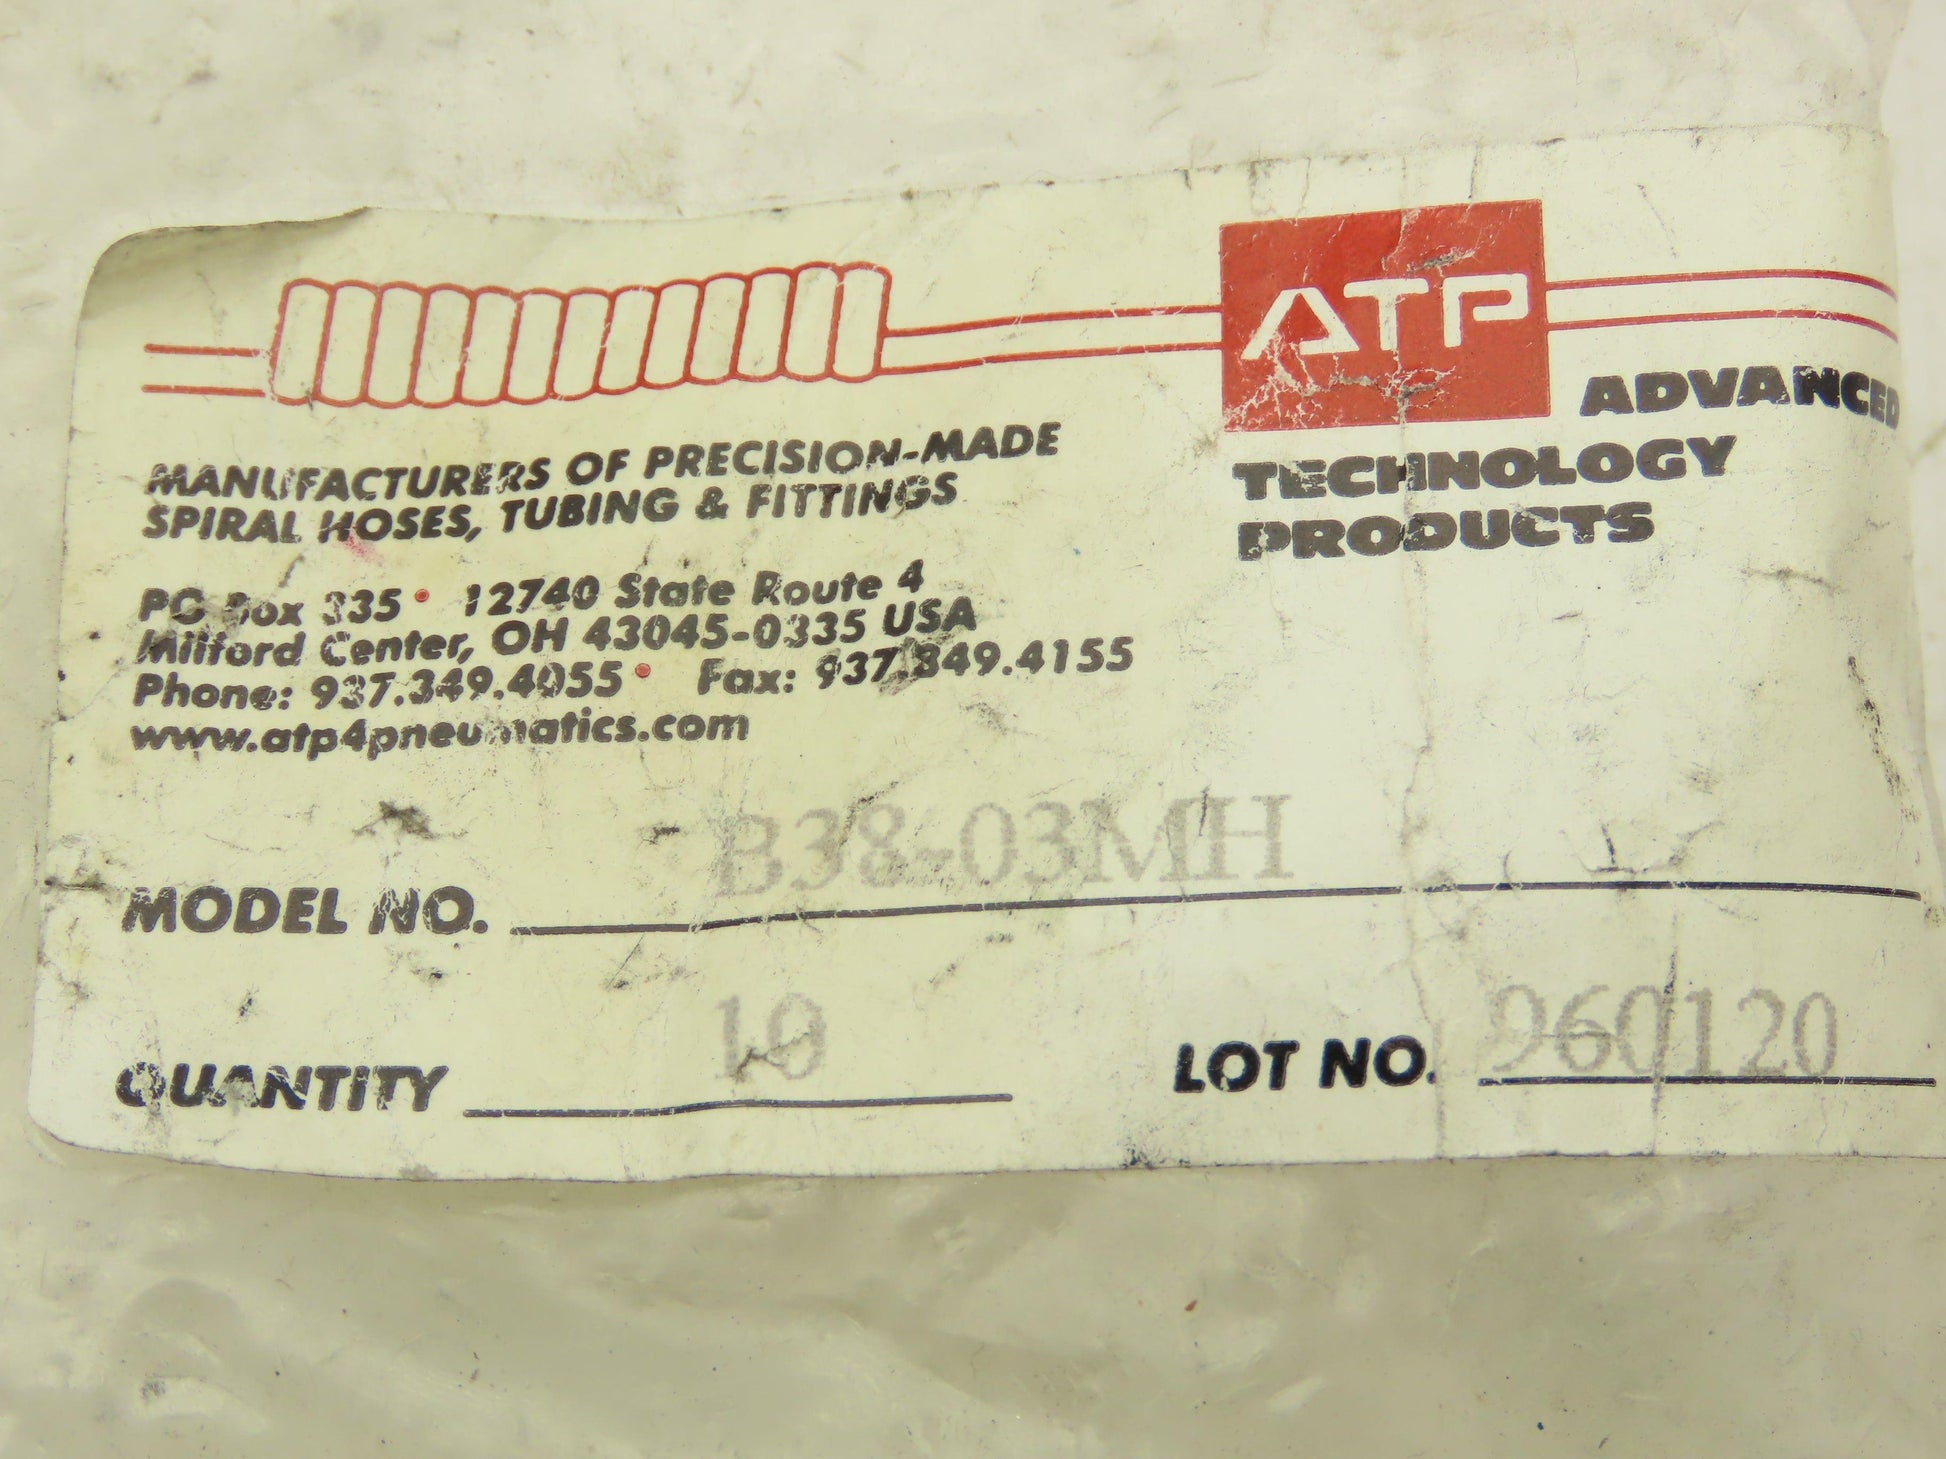 ATP
ADVANCED
TECHNOLOGY
PRODUCTS
MANUFACTURERS OF PRECISION-MADE
SPIRAL HOSES, TUBING & FITTINGS
PO Box 335 • 12740 State Route 4
Milford Center, OH 43045-0335 USA
Phone: 937.349.4055 • Fax: 937.349.4155
www.atp4pneumatics.com
MODEL NO. B38-03MH
QUANTITY 10
LOT NO. 960120